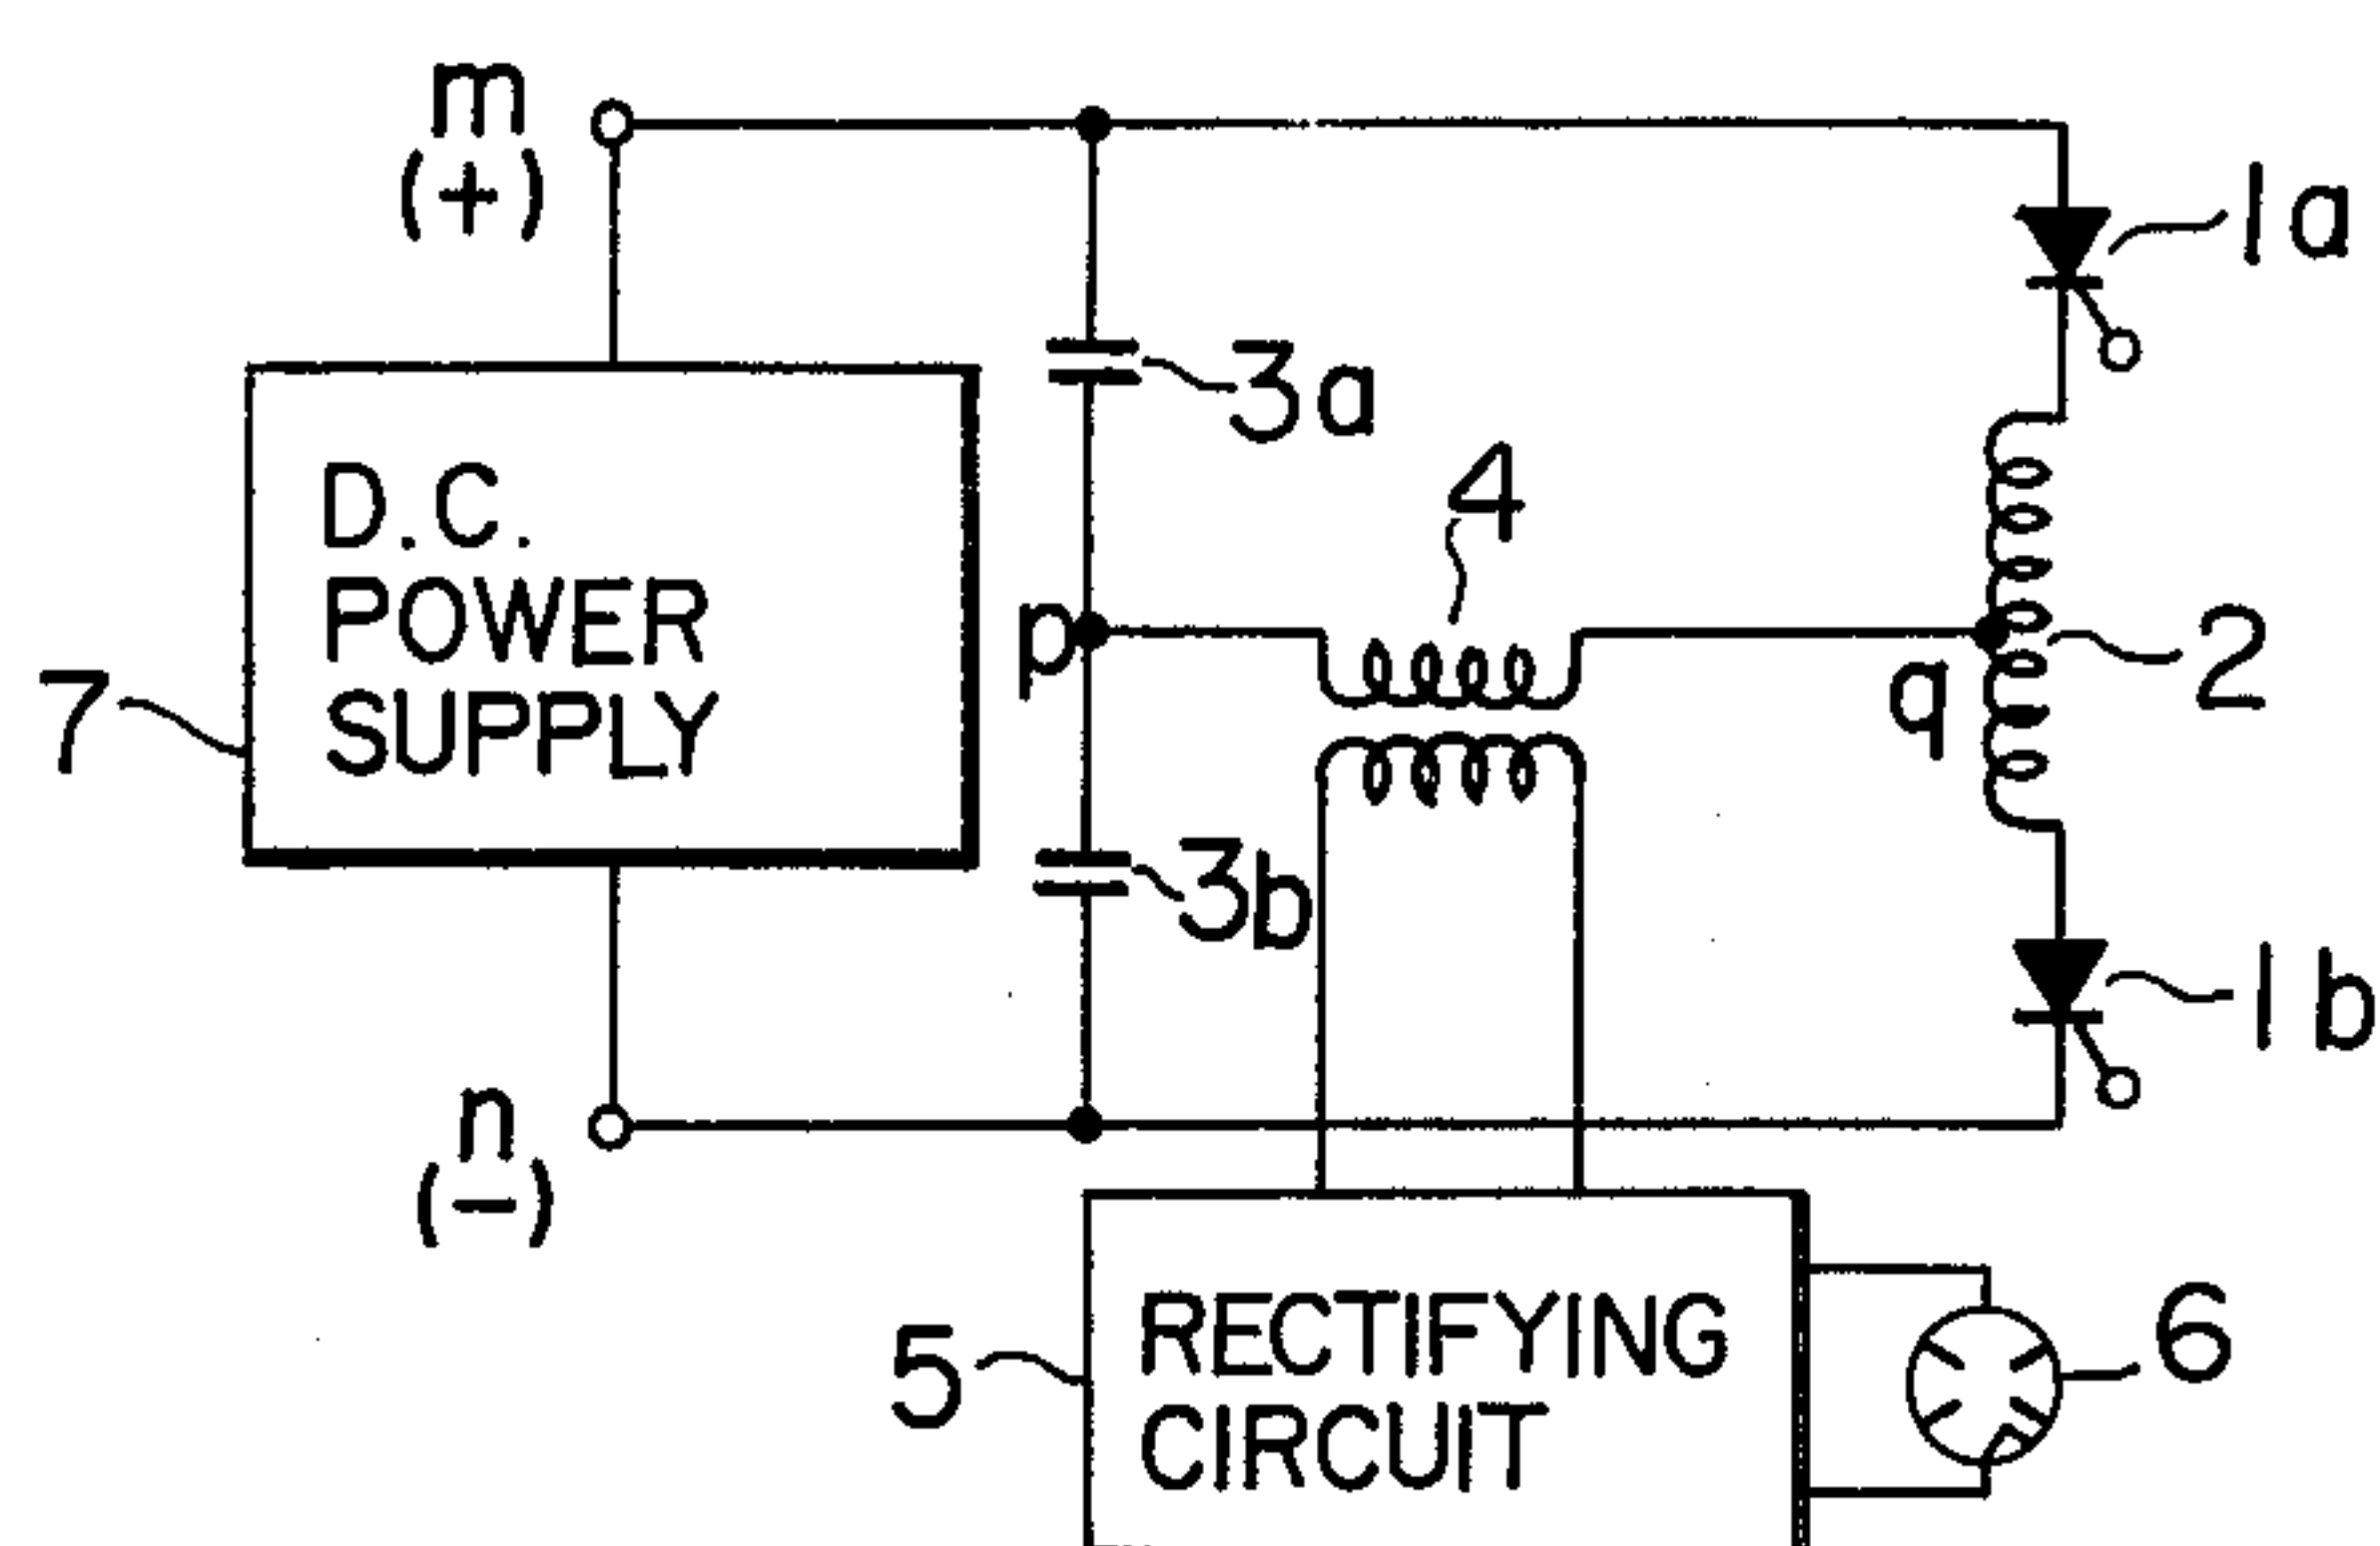 m
(+)
1a
3a
4
D.C.
POWER
SUPPLY
7
p
q
2
3b
1b
n
(-)
5
RECTIFYING
CIRCUIT
6